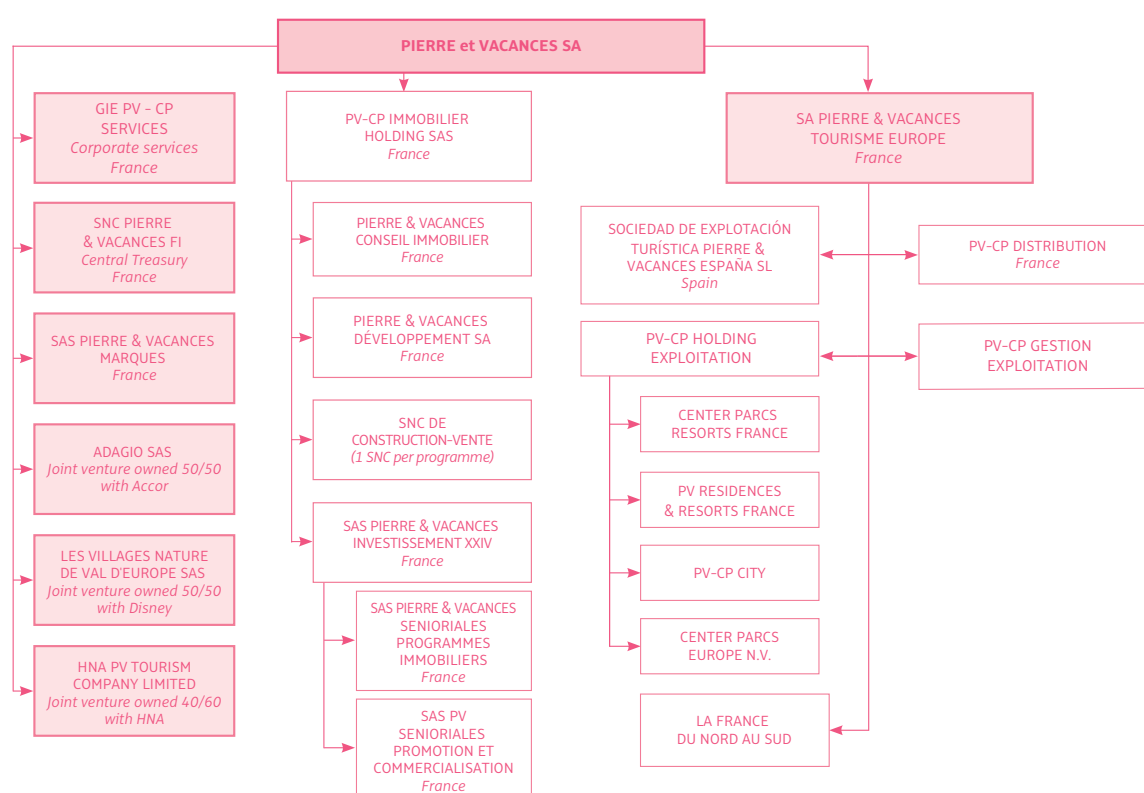 PIERRE et VACANCES SA
GIE PV - CP
SERVICES
Corporate services
France
SNC PIERRE
& VACANCES FI
Central Treasury
France
SAS PIERRE & VACANCES
MARQUES
France
ADAGIO SAS
Joint venture owned 50/50
with Accor
LES VILLAGES NATURE
DE VAL D'EUROPE SAS
Joint venture owned 50/50
with Disney
HNA PV TOURISM
COMPANY LIMITED
Joint venture owned 40/60
with HNA
PV-CP IMMOBILIER
HOLDING SAS
France
PIERRE & VACANCES
CONSEIL IMMOBILIER
France
PIERRE & VACANCES
DÉVELOPPEMENT SA
France
SNC DE
CONSTRUCTION-VENTE
(1 SNC per programme)
SAS PIERRE & VACANCES
INVESTISSEMENT XXIV
France
SAS PIERRE & VACANCES
SENIORIALES
PROGRAMMES
IMMOBILIERS
France
SAS PV
SENIORIALES
PROMOTION ET
COMMERCIALISATION
France
SA PIERRE & VACANCES
TOURISME EUROPE
France
SOCIEDAD DE EXPLOTACIÓN
TURÍSTICA PIERRE &
VACANCES ESPAÑA SL
Spain
PV-CP DISTRIBUTION
France
PV-CP HOLDING
EXPLOITATION
PV-CP GESTION
EXPLOITATION
CENTER PARCS
RESORTS FRANCE
PV RESIDENCES
& RESORTS FRANCE
PV-CP CITY
CENTER PARCS
EUROPE N.V.
LA FRANCE
DU NORD AU SUD